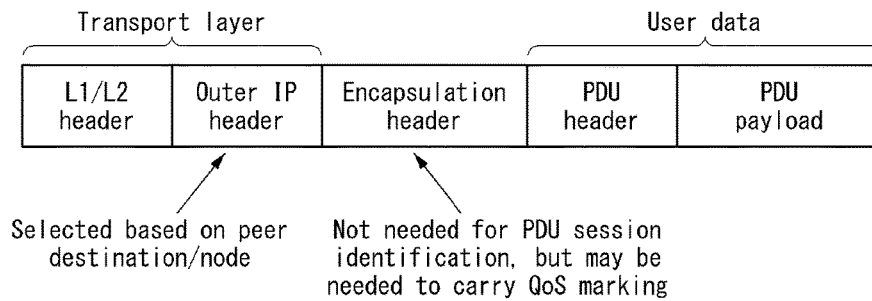 Transport layer
User data
L1/L2 header
Outer IP header
Encapsulation header
PDU header
PDU payload
Selected based on peer
destination/node
Not needed for PDU session
identification, but may be
needed to carry QoS marking